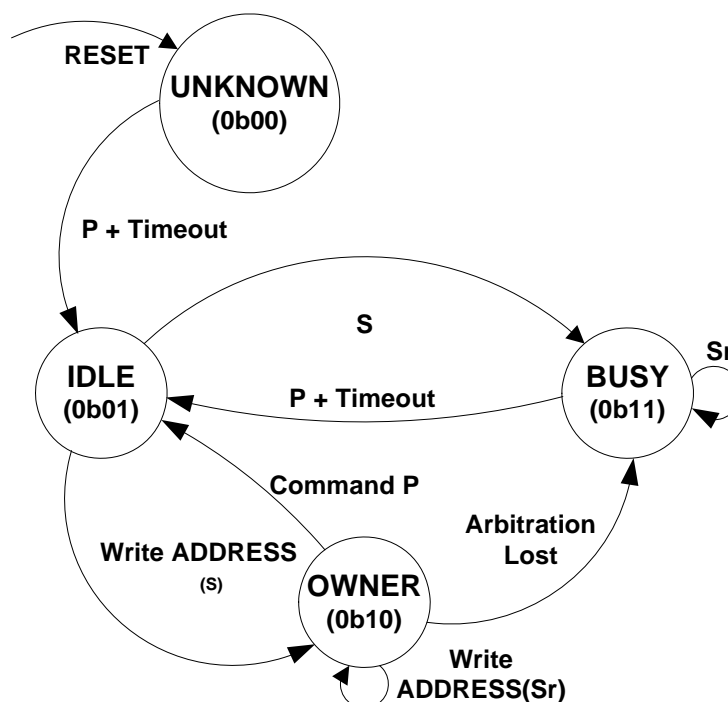 RESET
UNKNOWN
(0b00)
P + Timeout
S
IDLE
(0b01)
BUSY
(0b11)
Sr
P + Timeout
Command P
Arbitration
Lost
Write ADDRESS
(S)
OWNER
(0b10)
Write
ADDRESS(Sr)